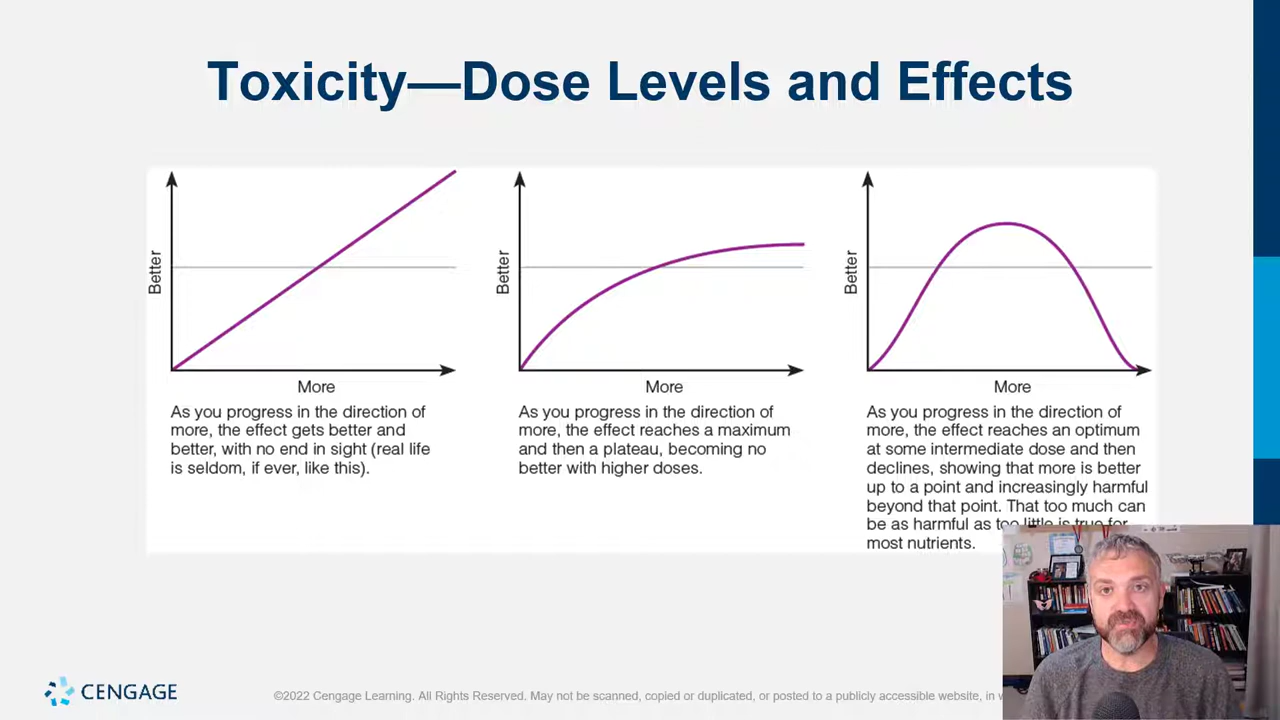 Toxicity—Dose Levels and Effects
Better
More
As you progress in the direction of
more, the effect gets better and
better, with no end in sight (real life
is seldom, if ever, like this).
Better
More
As you progress in the direction of
more, the effect reaches a maximum
and then a plateau, becoming no
better with higher doses.
Better
More
As you progress in the direction of
more, the effect reaches an optimum
at some intermediate dose and then
declines, showing that more is better
up to a point and increasingly harmful
beyond that point. That too much can
be as harmful as too little is true for
most nutrients.
CENGAGE
©2022 Cengage Learning. All Rights Reserved. May not be scanned, copied or duplicated, or posted to a publicly accessible website, in